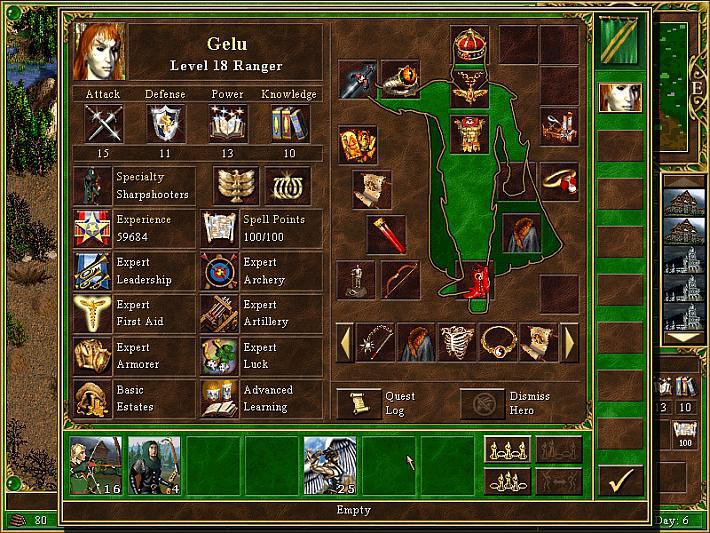 Gelu
Level 18 Ranger
Attack
Defense
Power
Knowledge
15
11
13
10
Specialty
Sharpshooters
Experience
59684
Spell Points
100/100
Expert
Leadership
Expert
Archery
Expert
First Aid
Expert
Artillery
Expert
Armorer
Expert
Luck
Basic
Estates
Advanced
Learning
Quest
Log
Dismiss
Hero
16
4
25
Empty
E
13
10
100
80
Day: 6